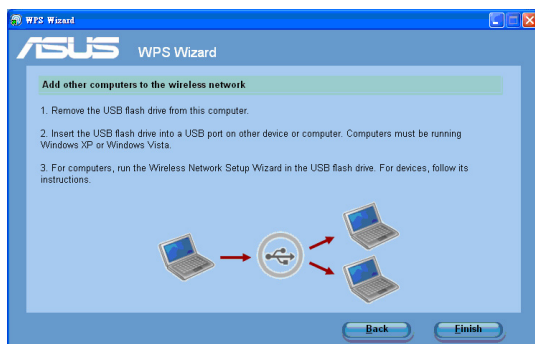 WPS Wizard
ASUS WPS Wizard
Add other computers to the wireless network
1. Remove the USB flash drive from this computer.
2. Insert the USB flash drive into a USB port on other device or computer. Computers must be running
Windows XP or Windows Vista.
3. For computers, run the Wireless Network Setup Wizard in the USB flash drive. For devices, follow its
instructions.
Back Finish